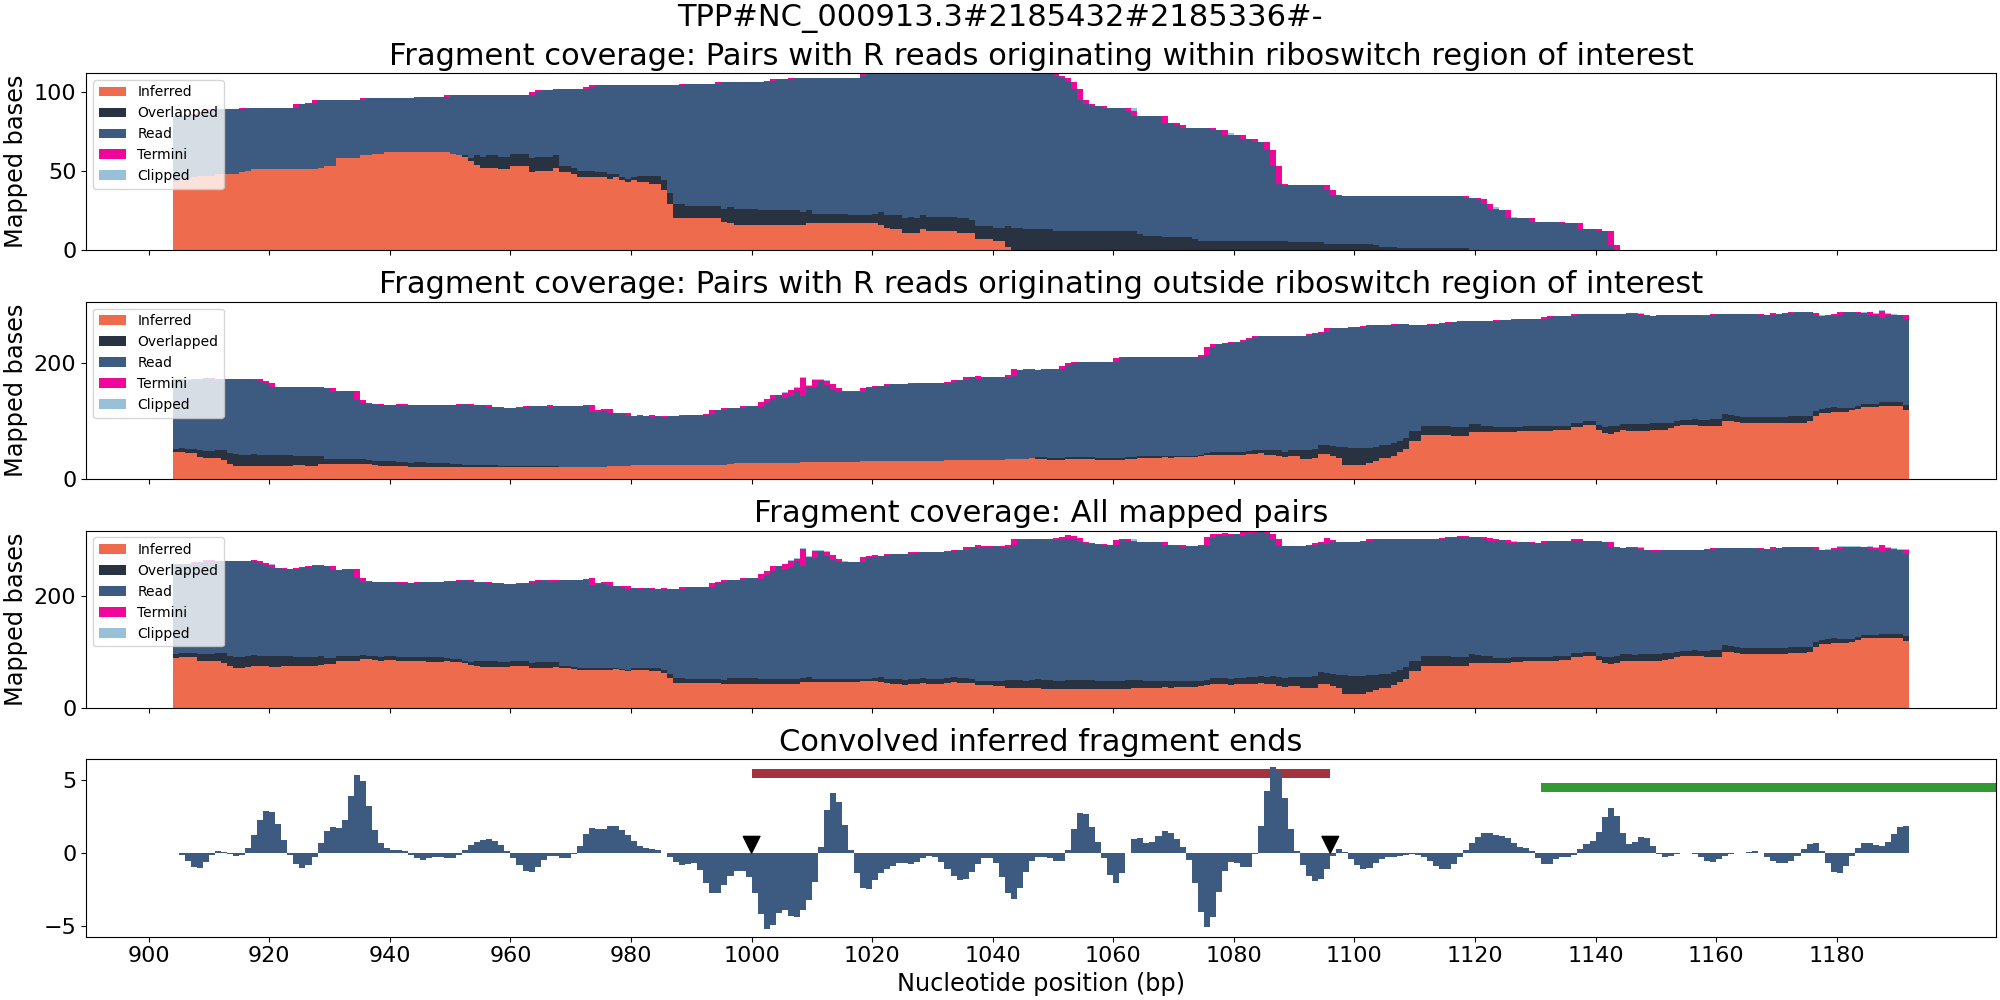 TPP#NC_000913.3#2185432#2185336#-
Fragment coverage: Pairs with R reads originating within riboswitch region of interest
Mapped bases
100
50
0
Inferred
Overlapped
Read
Termini
Clipped
Fragment coverage: Pairs with R reads originating outside riboswitch region of interest
Mapped bases
200
0
Inferred
Overlapped
Read
Termini
Clipped
Fragment coverage: All mapped pairs
Mapped bases
200
0
Inferred
Overlapped
Read
Termini
Clipped
Convolved inferred fragment ends
5
0
−5
900 920 940 960 980 1000 1020 1040 1060 1080 1100 1120 1140 1160 1180
Nucleotide position (bp)